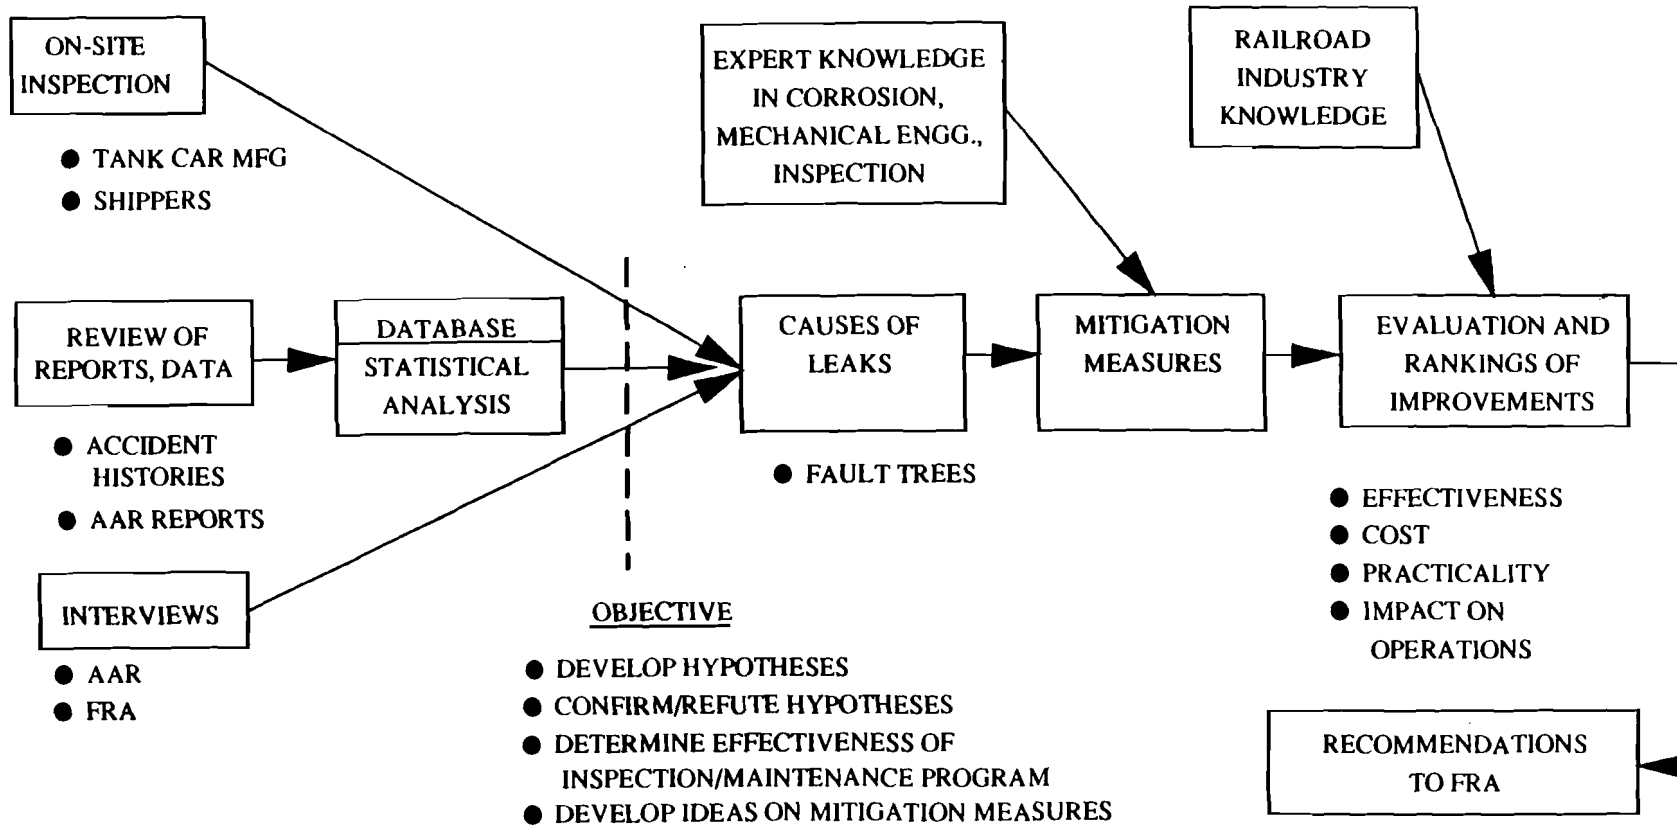 ON-SITE
INSPECTION
● TANK CAR MFG
● SHIPPERS
REVIEW OF
REPORTS, DATA
● ACCIDENT
HISTORIES
● AAR REPORTS
INTERVIEWS
● AAR
● FRA
DATABASE
STATISTICAL
ANALYSIS
OBJECTIVE
● DEVELOP HYPOTHESES
● CONFIRM/REFUTE HYPOTHESES
● DETERMINE EFFECTIVENESS OF
INSPECTION/MAINTENANCE PROGRAM
● DEVELOP IDEAS ON MITIGATION MEASURES
CAUSES OF
LEAKS
● FAULT TREES
EXPERT KNOWLEDGE
IN CORROSION,
MECHANICAL ENGG.,
INSPECTION
MITIGATION
MEASURES
RAILROAD
INDUSTRY
KNOWLEDGE
EVALUATION AND
RANKINGS OF
IMPROVEMENTS
● EFFECTIVENESS
● COST
● PRACTICALITY
● IMPACT ON
OPERATIONS
RECOMMENDATIONS
TO FRA